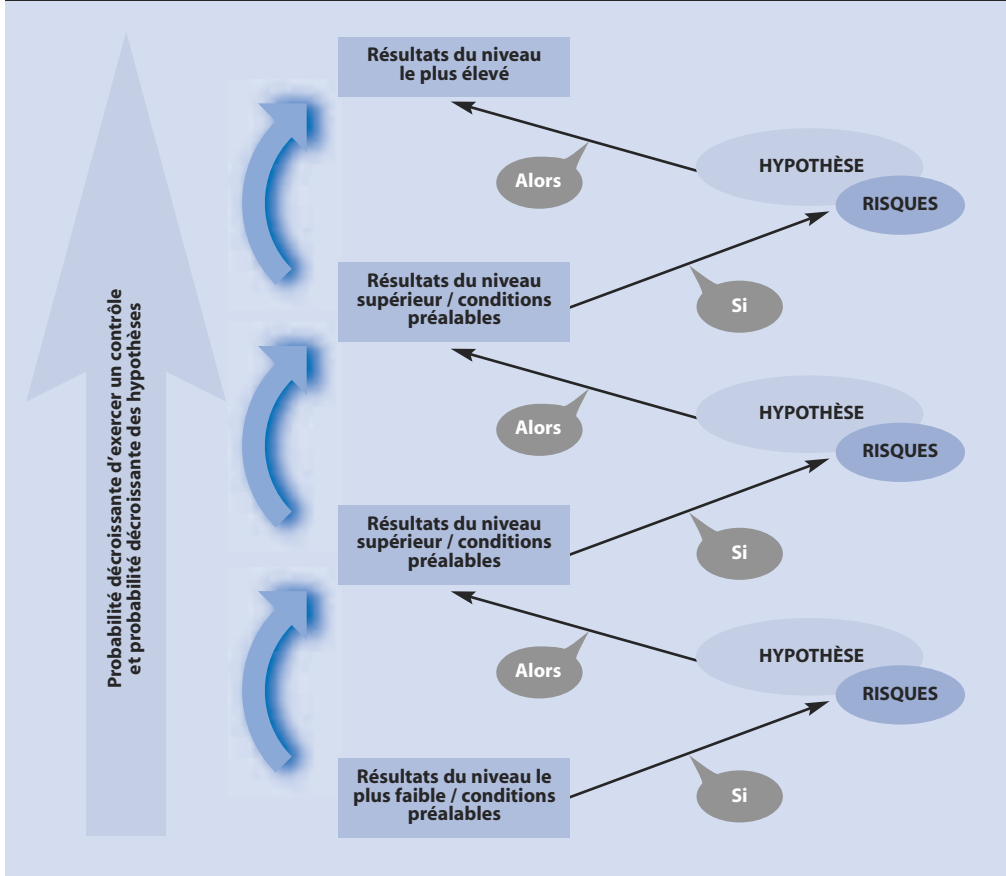 Résultats du niveau
le plus élevé
HYPOTHÈSE
Alors
RISQUES
Résultats du niveau
supérieur / conditions
préalables
Si
HYPOTHÈSE
Alors
RISQUES
Résultats du niveau
supérieur / conditions
préalables
Si
HYPOTHÈSE
Alors
RISQUES
Résultats du niveau le
plus faible / conditions
préalables
Si
Probabilité décroissante d'exercer un contrôle
et probabilité décroissante des hypothèses